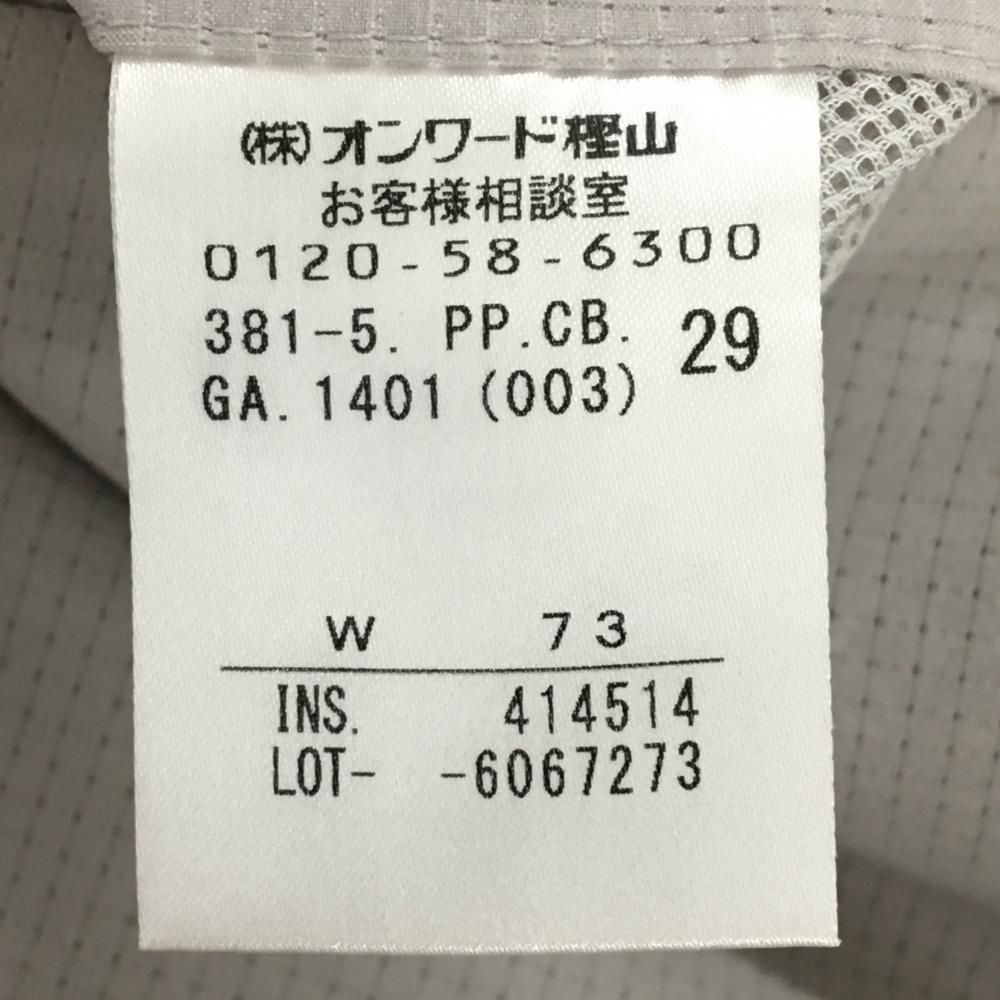 (株)オンワード樫山
お客様相談室
0120-58-6300
381-5. PP.CB. 29
GA.1401 (003)
W 73
INS. 414514
LOT- -6067273